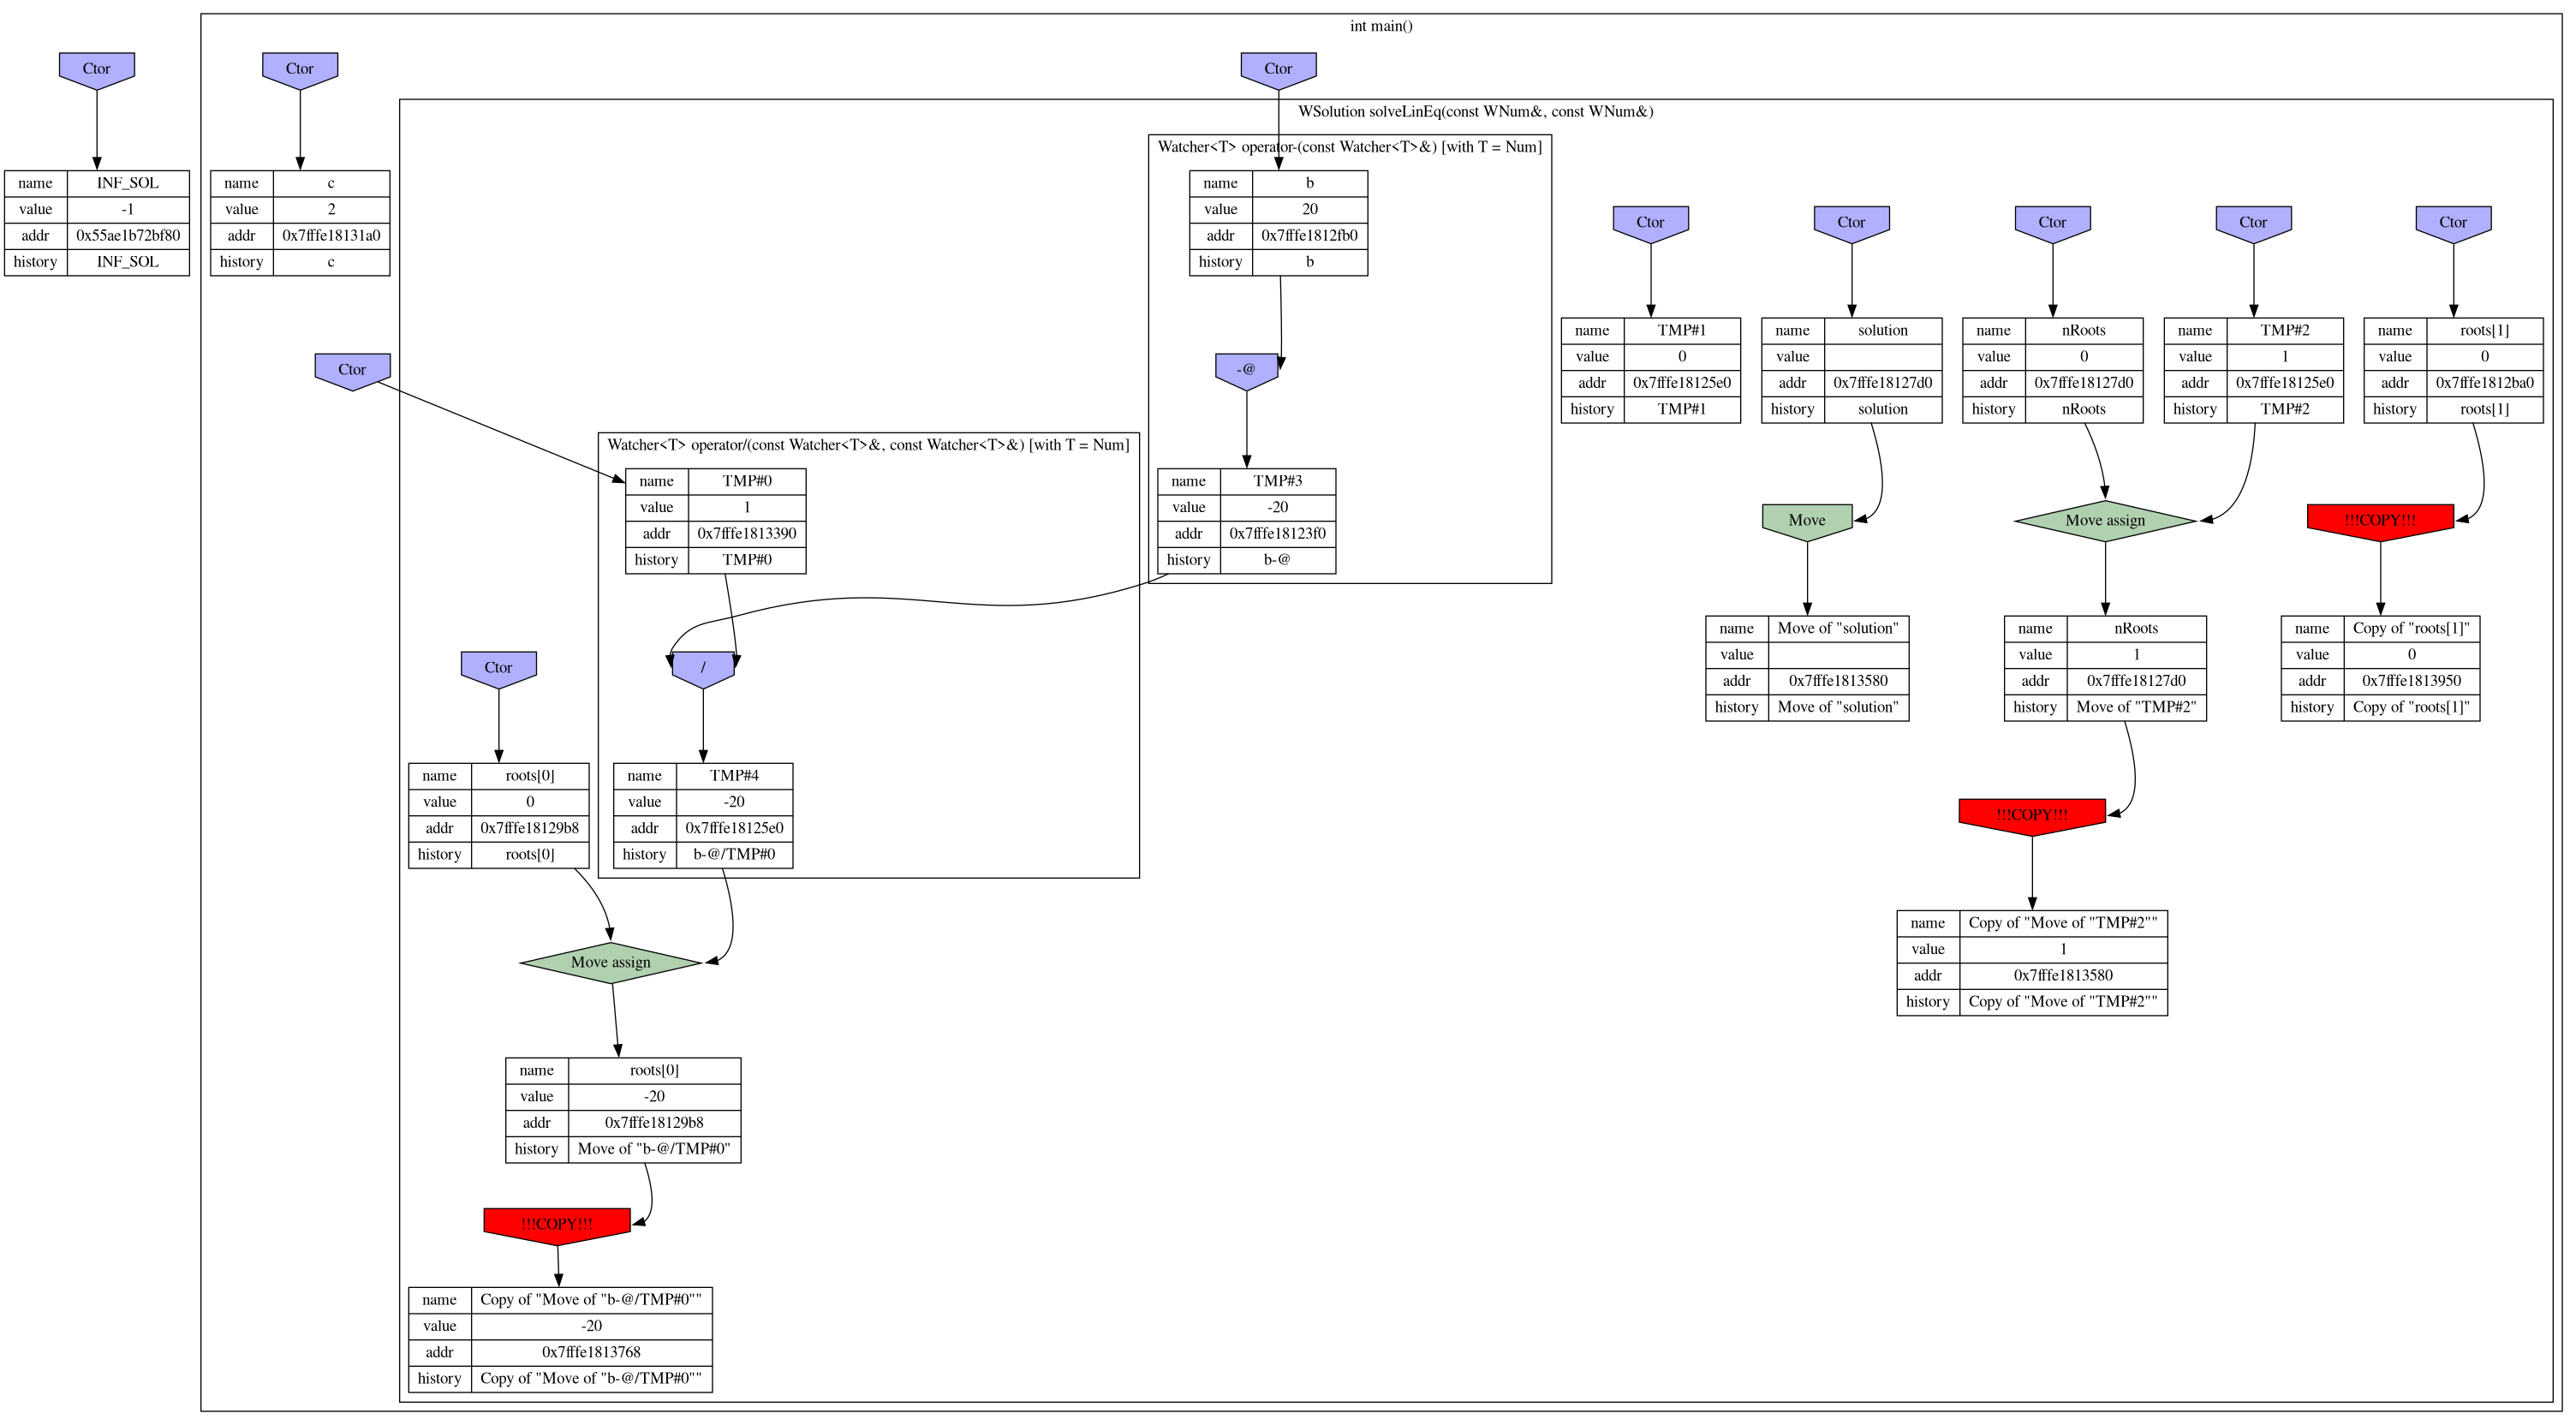 int main()
Ctor
Ctor
Ctor
WSolution solveLinEq(const WNum&, const WNum&)
Watcher<T> operator-(const Watcher<T>&) [with T = Num]
name INF_SOL
value -1
addr 0x55ae1b72bf80
history INF_SOL
name c
value 2
addr 0x7fffe18131a0
history c
name b
value 20
addr 0x7fffe1812fb0
history b
Ctor
Ctor
Ctor
Ctor
Ctor
name TMP#1
value 0
addr 0x7fffe18125e0
history TMP#1
name solution
value
addr 0x7fffe18127d0
history solution
name nRoots
value 0
addr 0x7fffe18127d0
history nRoots
name TMP#2
value 1
addr 0x7fffe18125e0
history TMP#2
name roots[1]
value 0
addr 0x7fffe1812ba0
history roots[1]
Ctor
-@
Watcher<T> operator/(const Watcher<T>&, const Watcher<T>&) [with T = Num]
name TMP#0
value 1
addr 0x7fffe1813390
history TMP#0
name TMP#3
value -20
addr 0x7fffe18123f0
history b-@
Move
Move assign
!!!COPY!!!
Ctor
/
name Move of "solution"
value
addr 0x7fffe1813580
history Move of "solution"
name nRoots
value 1
addr 0x7fffe18127d0
history Move of "TMP#2"
name Copy of "roots[1]"
value 0
addr 0x7fffe1813950
history Copy of "roots[1]"
name roots[0]
value 0
addr 0x7fffe18129b8
history roots[0]
name TMP#4
value -20
addr 0x7fffe18125e0
history b-@/TMP#0
!!!COPY!!!
Move assign
name Copy of "Move of "TMP#2""
value 1
addr 0x7fffe1813580
history Copy of "Move of "TMP#2""
name roots[0]
value -20
addr 0x7fffe18129b8
history Move of "b-@/TMP#0"
!!!COPY!!!
name Copy of "Move of "b-@/TMP#0""
value -20
addr 0x7fffe1813768
history Copy of "Move of "b-@/TMP#0""